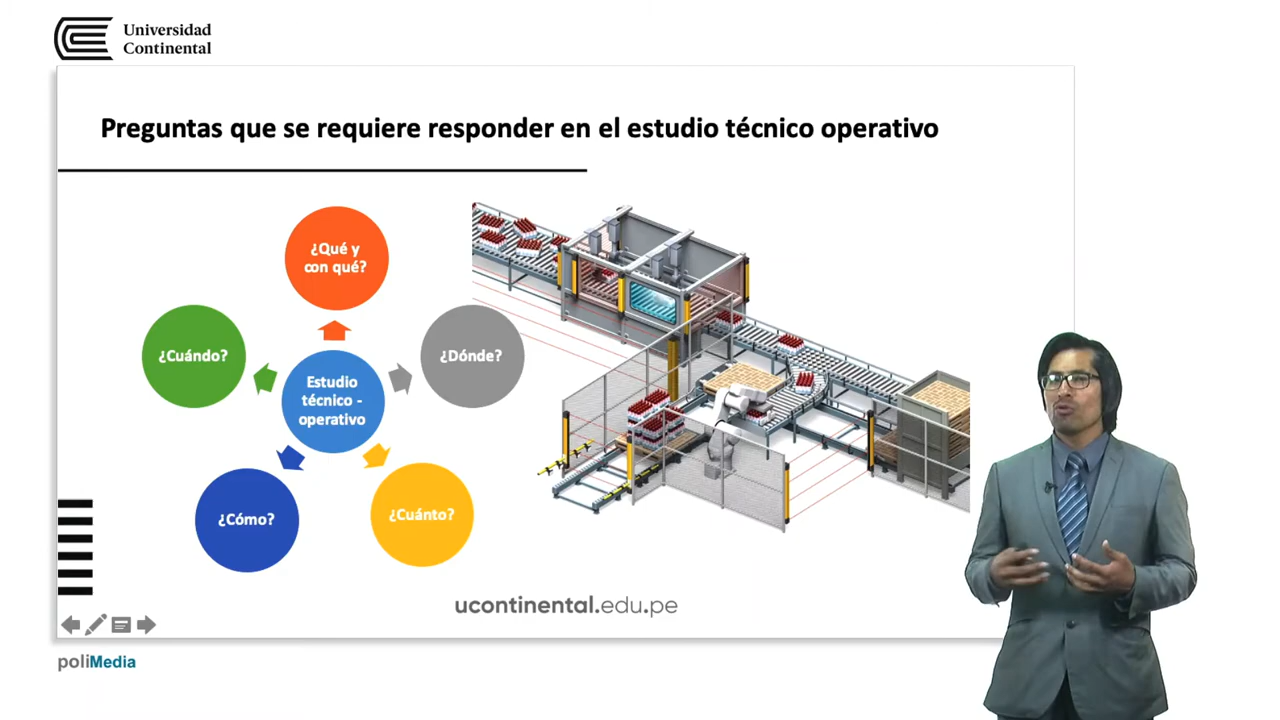 Universidad
Continental
Preguntas que se requiere responder en el estudio técnico operativo
¿Qué y
con qué?
¿Cuándo?
¿Dónde?
Estudio
técnico -
operativo
¿Cómo?
¿Cuánto?
ucontinental.edu.pe
poliMedia